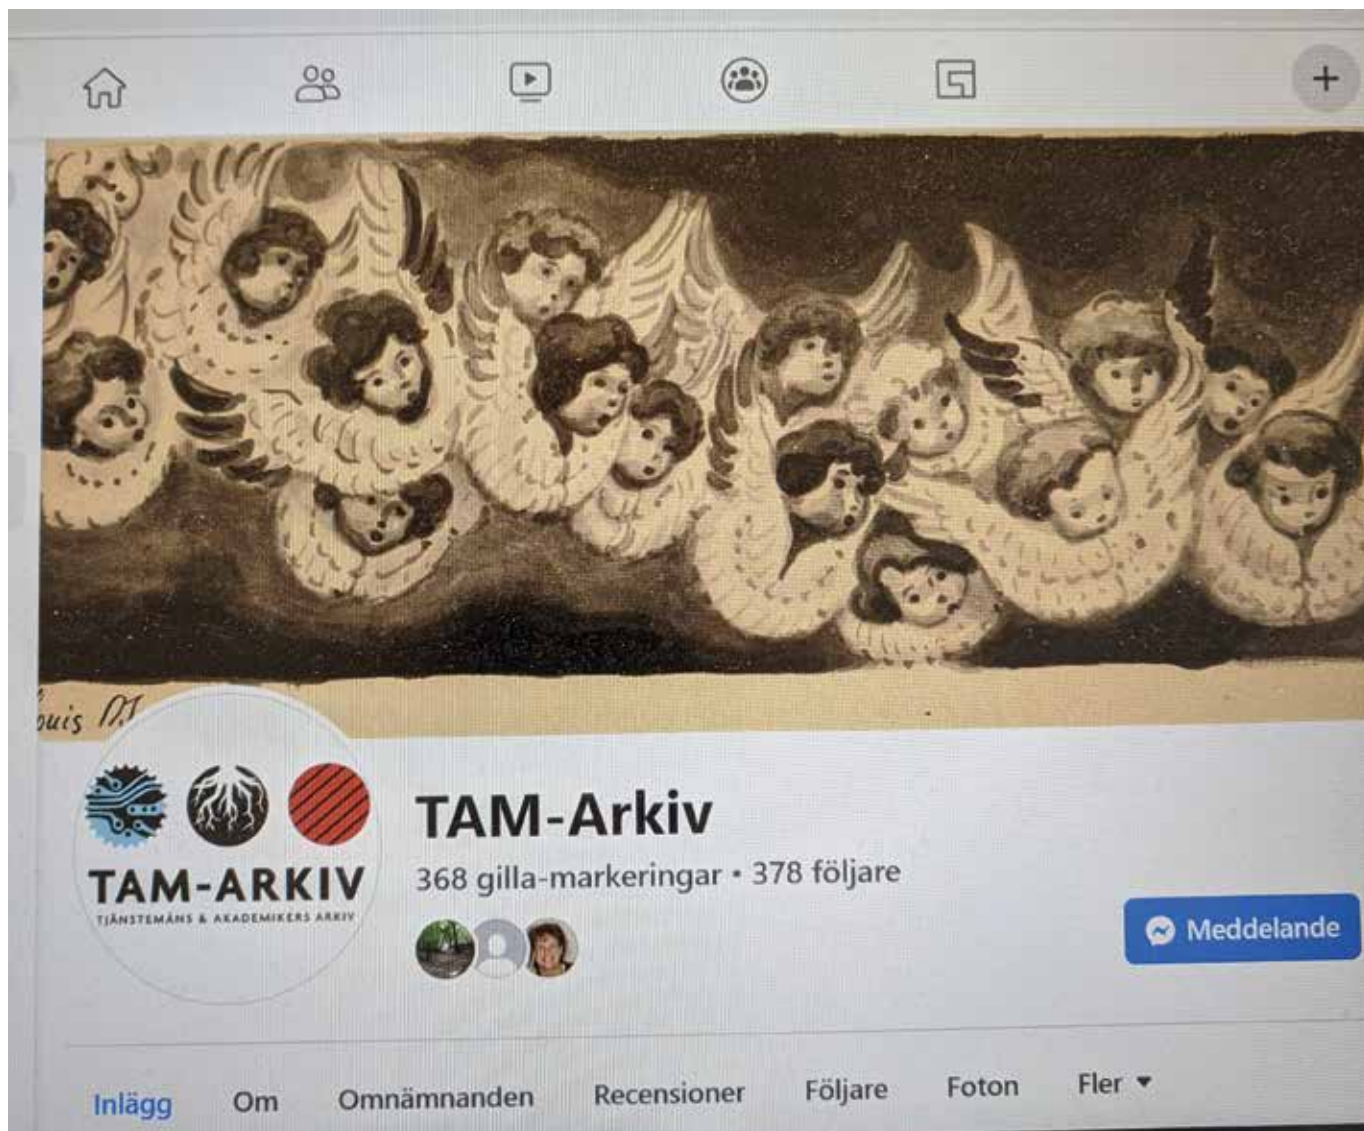 TAM-ARKIV
TJÄNSTEMÄNS & AKADEMIKERS ARKIV
TAM-Arkiv
368 gilla-markeringar • 378 följare
Meddelande
Inlägg Om Omnämnanden Recensioner Följare Foton Fler